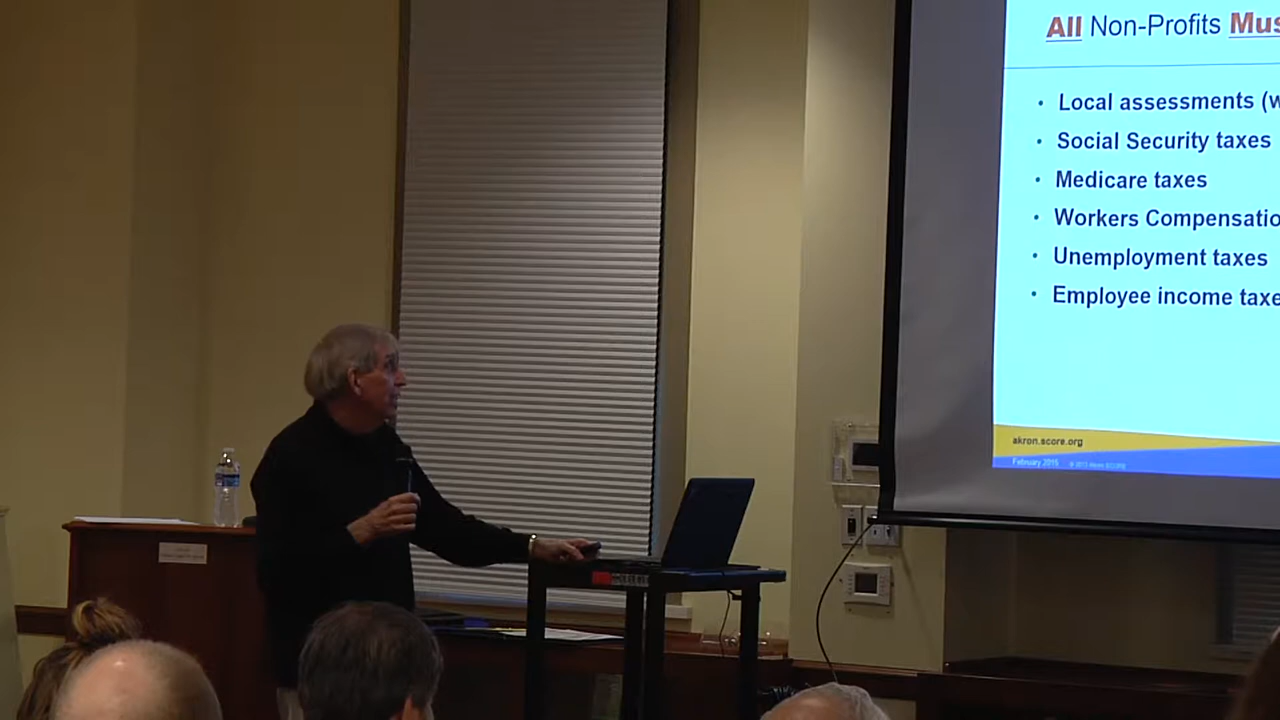 All Non-Profits Mus
Local assessments (w
Social Security taxes
Medicare taxes
Workers Compensatio
Unemployment taxes
Employee income taxe
akron.score.org
February 2015